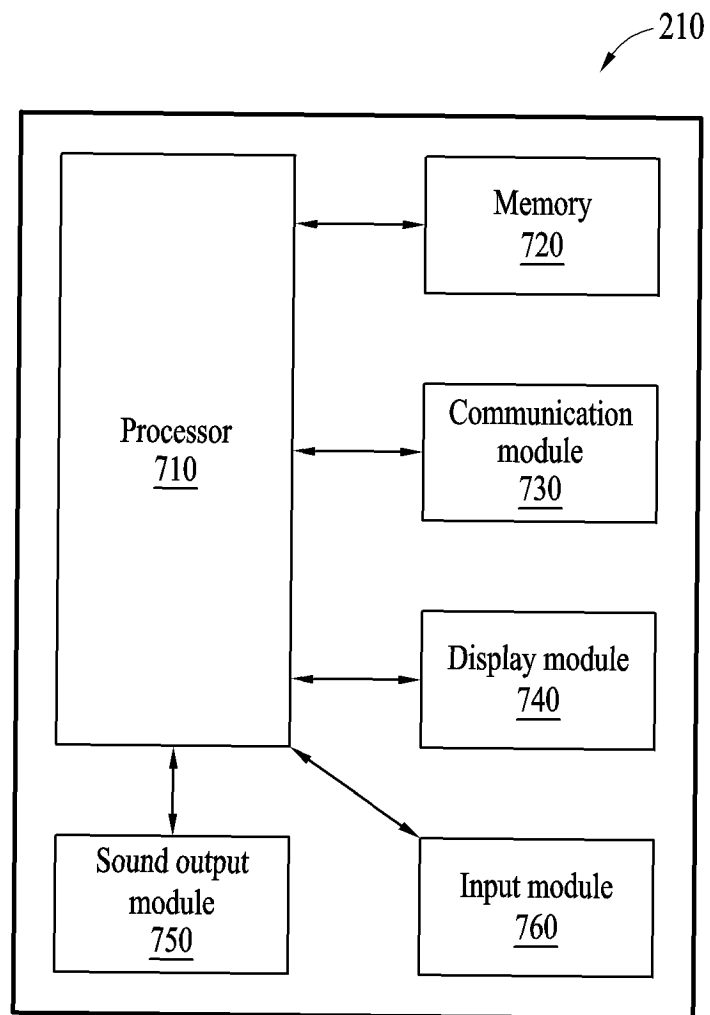 210
Processor
710
Memory
720
Communication
module
730
Display module
740
Sound output
module
750
Input module
760